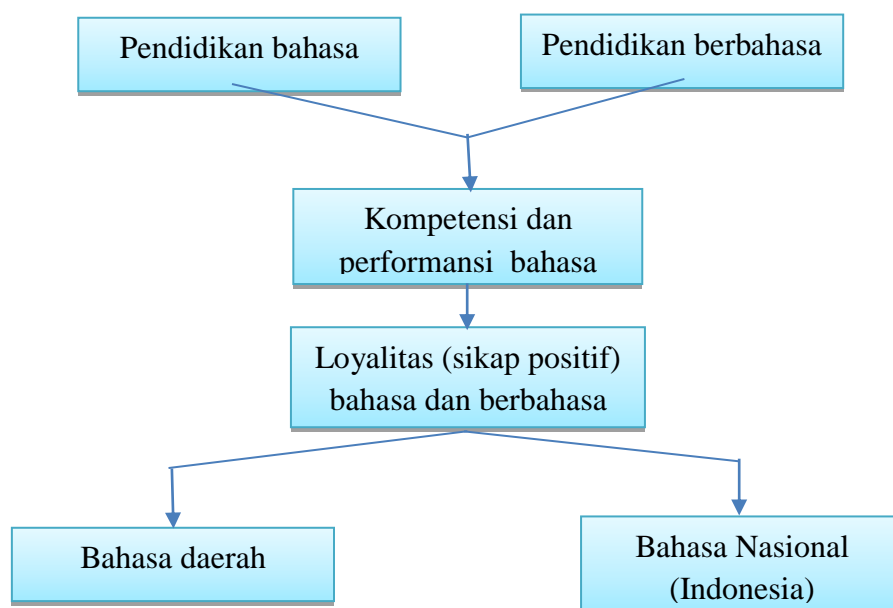 Pendidikan bahasa
Pendidikan berbahasa
Kompetensi dan
performansi bahasa
Loyalitas (sikap positif)
bahasa dan berbahasa
Bahasa daerah
Bahasa Nasional
(Indonesia)